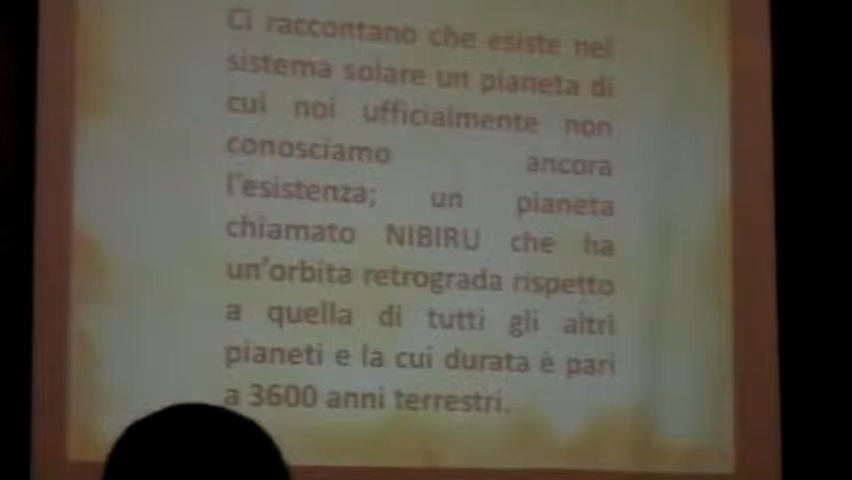 Ci raccontano che esiste nel
sistema solare un pianeta di
cui noi ufficialmente non
conosciamo ancora
l'esistenza; un pianeta
chiamato NIBIRU che ha
un'orbita retrograda rispetto
a quella di tutti gli altri
pianeti e la cui durata è pari
a 3600 anni terrestri.